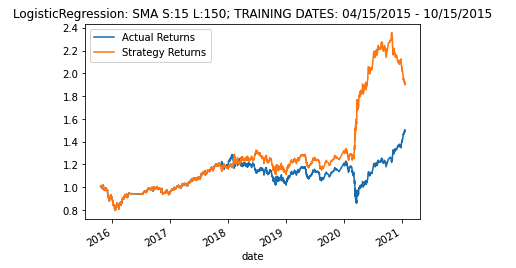 LogisticRegression: SMA S:15 L:150; TRAINING DATES: 04/15/2015 - 10/15/2015
Actual Returns
Strategy Returns
2.4
2.2
2.0
1.8
1.6
1.4
1.2
1.0
0.8
2016 2017 2018 2019 2020 2021
date